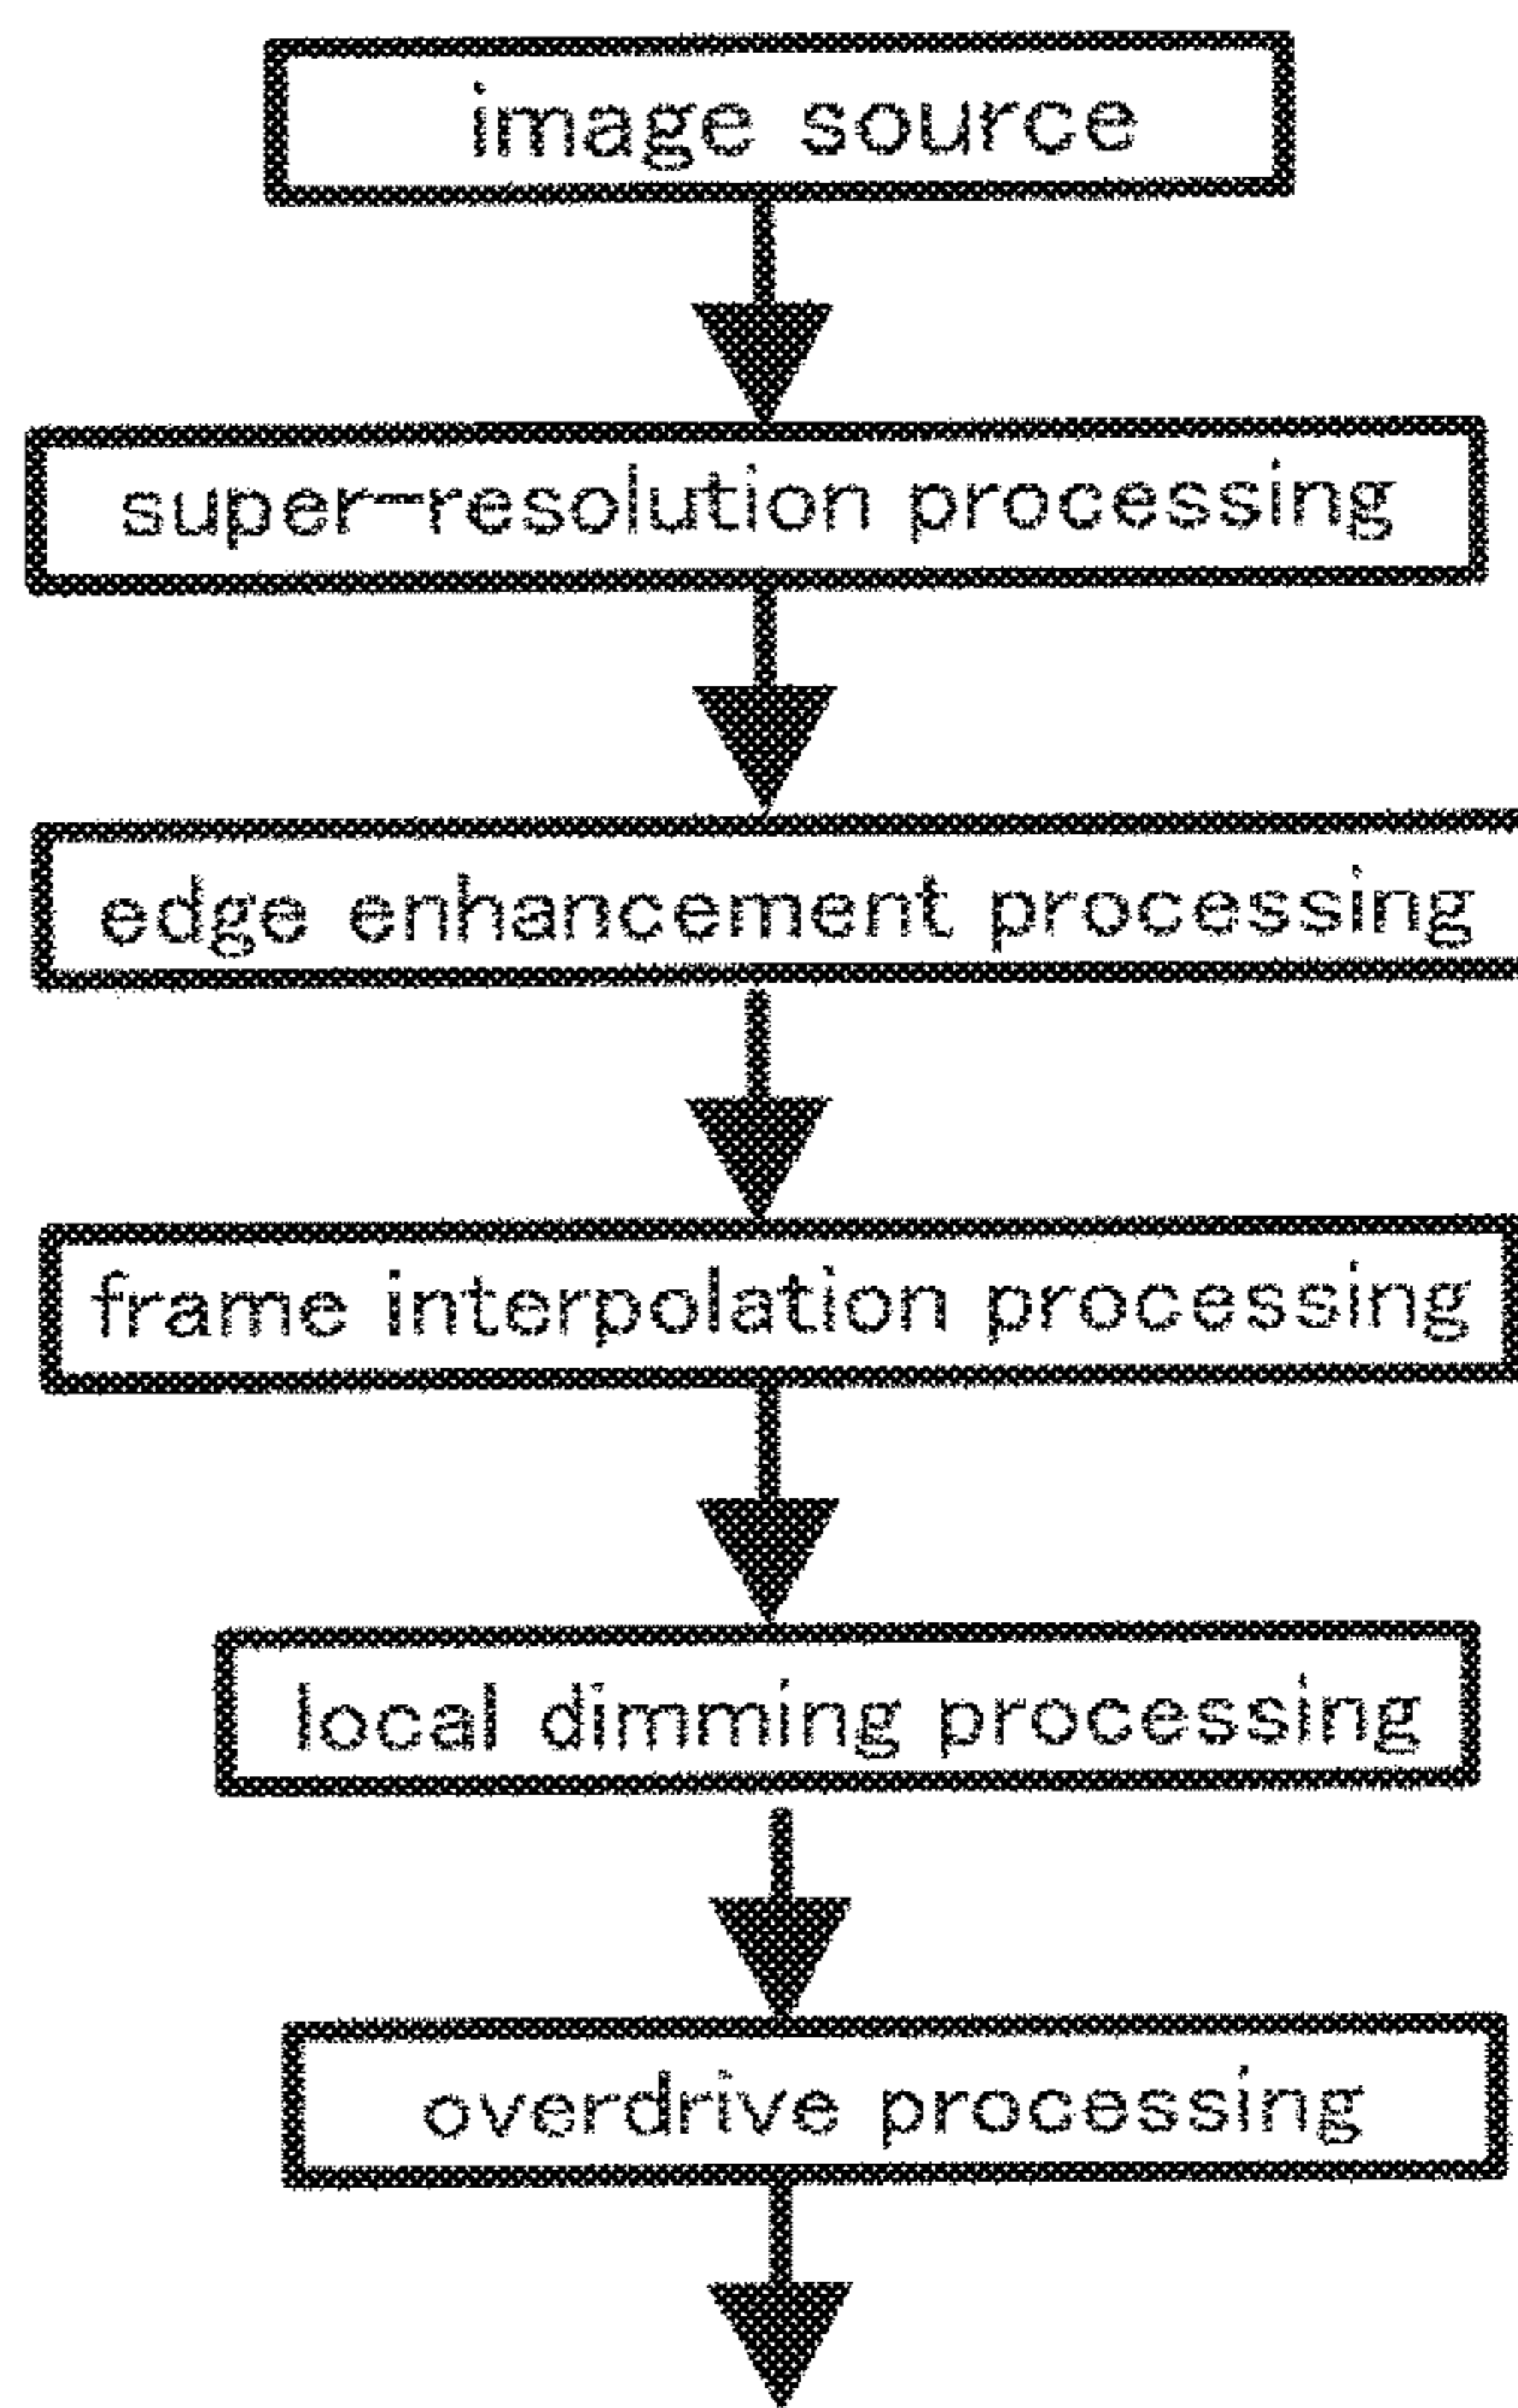 image source
super-resolution processing
edge enhancement processing
frame interpolation processing
local dimming processing
overdrive processing